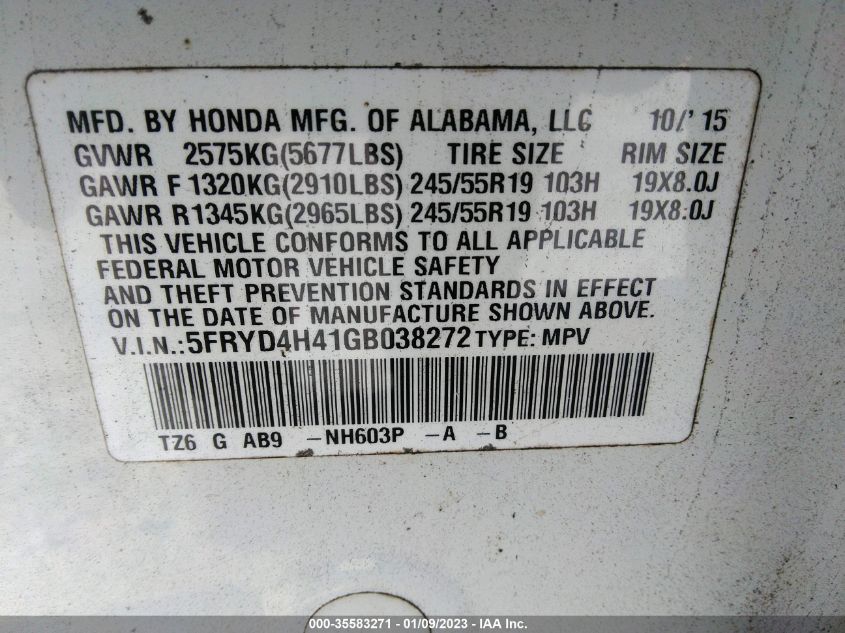 MFD. BY HONDA MFG. OF ALABAMA, LLC 10/' 15
GVWR 2575KG(5677LBS) TIRE SIZE RIM SIZE
GAWR F 1320KG(2910LBS) 245/55R19 103H 19X8.0J
GAWR R1345KG(2965LBS) 245/55R19 103H 19X8.0J
THIS VEHICLE CONFORMS TO ALL APPLICABLE
FEDERAL MOTOR VEHICLE SAFETY
AND THEFT PREVENTION STANDARDS IN EFFECT
ON THE DATE OF MANUFACTURE SHOWN ABOVE.
V.I.N.:5FRYD4H41GB038272 TYPE: MPV
TZ6 G AB9 -NH603P -A -B
000-35583271 - 01/09/2023 - IAA Inc.